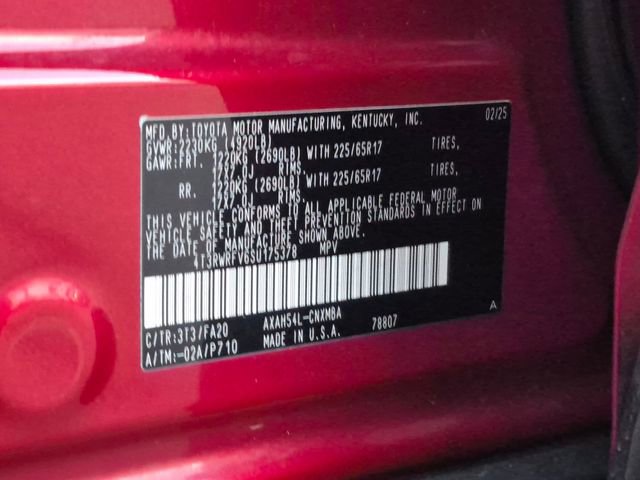 MFD.BY:TOYOTA MOTOR MANUFACTURING, KENTUCKY, INC. 02/25
GVWR:2230KG (4920LB)
GAWR:FRT. 1220KG (2690LB) WITH 225/65R17 TIRES,
17X7.0J RIMS.
RR. 1220KG (2690LB) WITH 225/65R17 TIRES,
17X7.0J RIMS.
THIS VEHICLE CONFORMS TO ALL APPLICABLE FEDERAL MOTOR
VEHICLE SAFETY AND THEFT PREVENTION STANDARDS IN EFFECT ON
THE DATE OF MANUFACTURE SHOWN ABOVE.
4T3RWRFV6SU175378 MPV
C/TR:3T3/FA20 AXAH54L-CNXMBA 78807 A
A/TM:-02A/P710 MADE IN U.S.A.